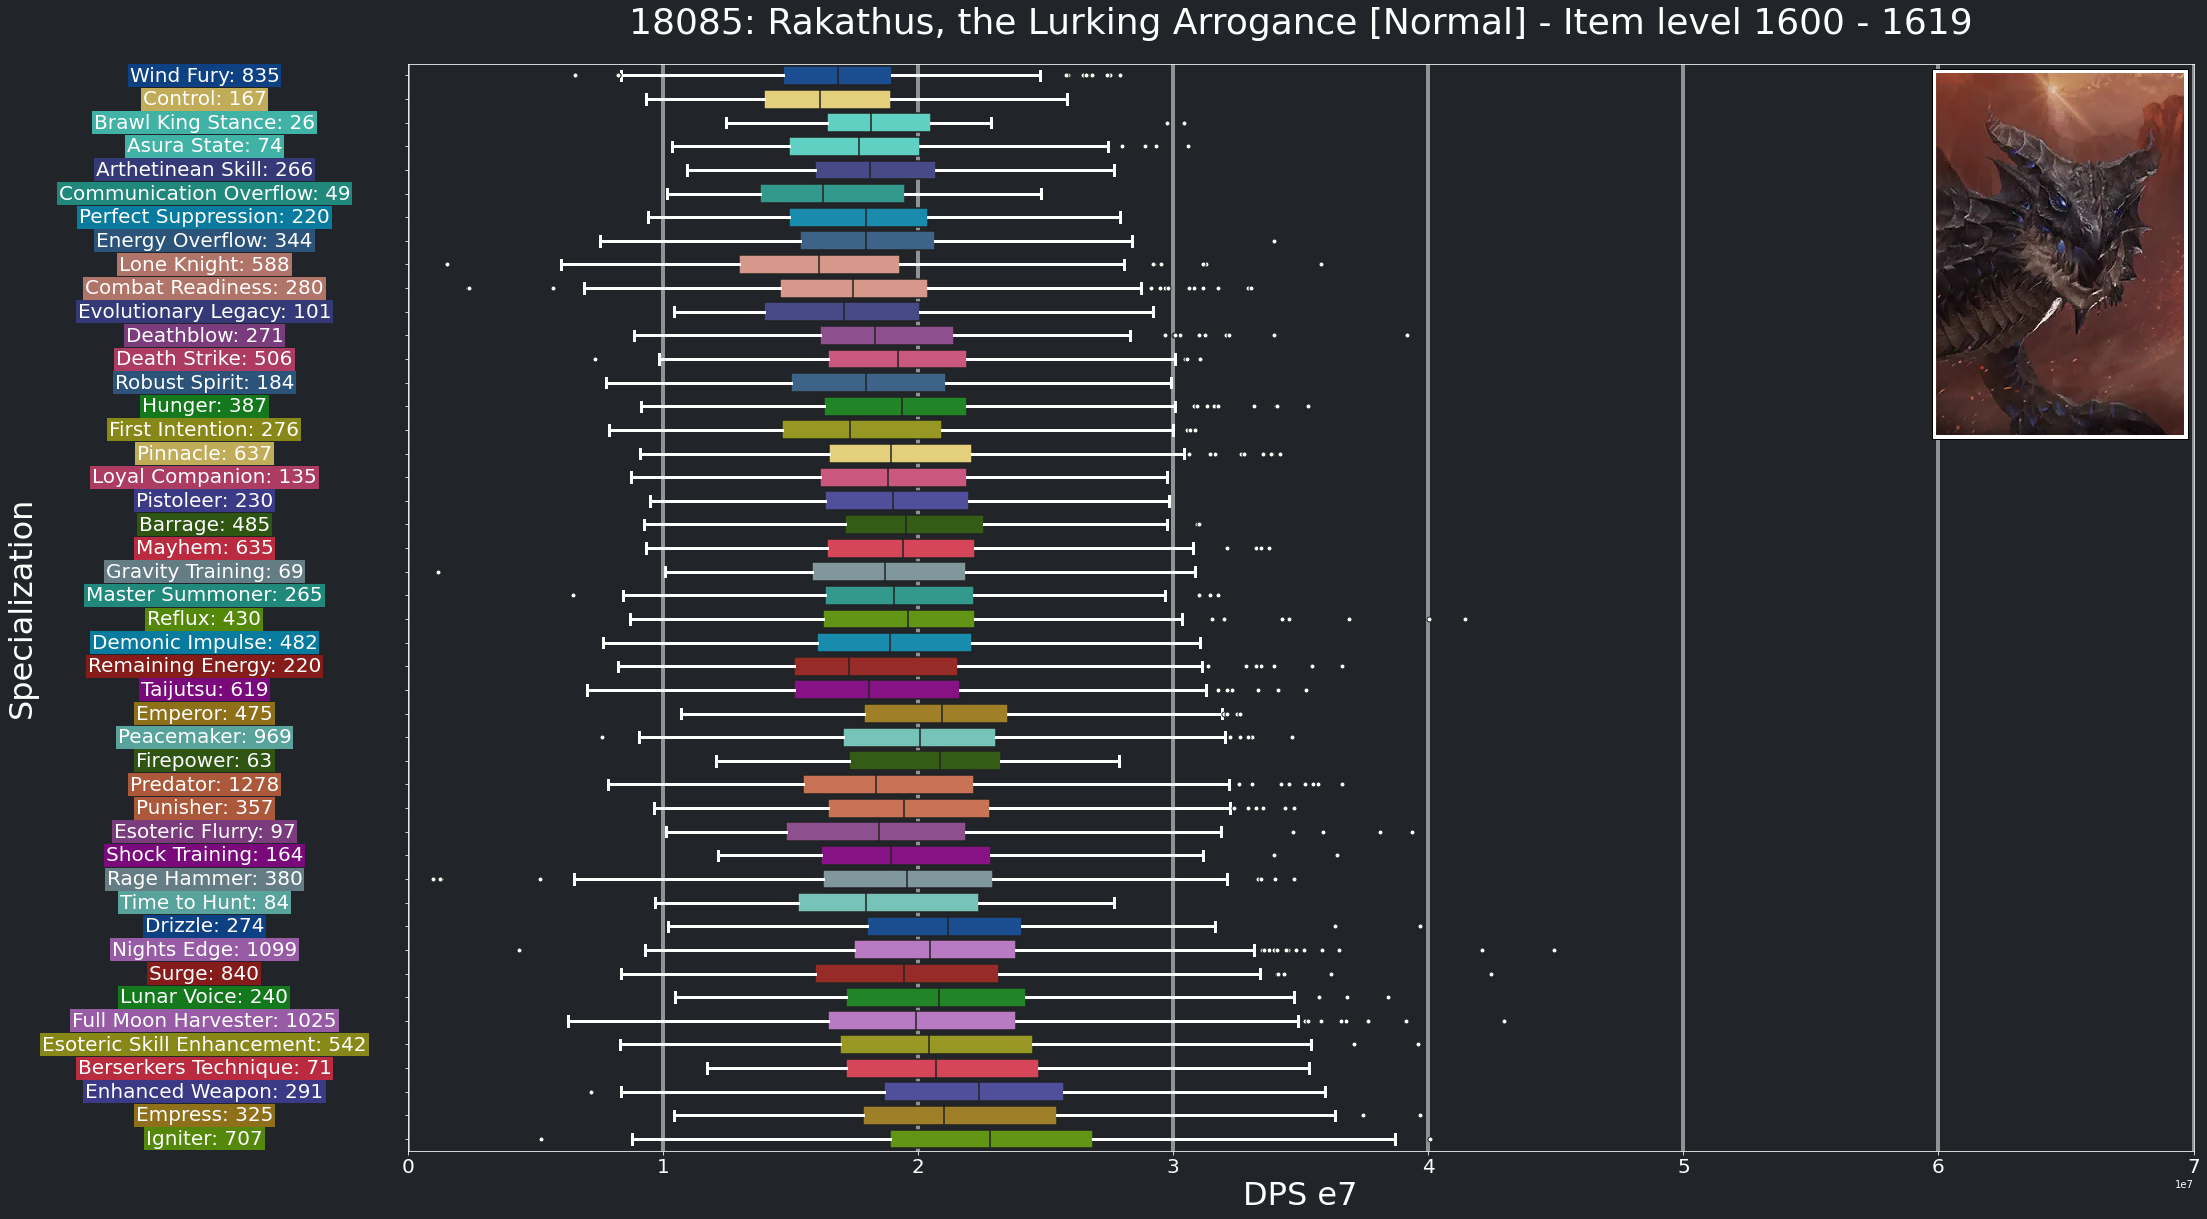 18085: Rakathus, the Lurking Arrogance [Normal] - Item level 1600 - 1619
Specialization
Wind Fury: 835
Control: 167
Brawl King Stance: 26
Asura State: 74
Arthetinean Skill: 266
Communication Overflow: 49
Perfect Suppression: 220
Energy Overflow: 344
Lone Knight: 588
Combat Readiness: 280
Evolutionary Legacy: 101
Deathblow: 271
Death Strike: 506
Robust Spirit: 184
Hunger: 387
First Intention: 276
Pinnacle: 637
Loyal Companion: 135
Pistoleer: 230
Barrage: 485
Mayhem: 635
Gravity Training: 69
Master Summoner: 265
Reflux: 430
Demonic Impulse: 482
Remaining Energy: 220
Taijutsu: 619
Emperor: 475
Peacemaker: 969
Firepower: 63
Predator: 1278
Punisher: 357
Esoteric Flurry: 97
Shock Training: 164
Rage Hammer: 380
Time to Hunt: 84
Drizzle: 274
Nights Edge: 1099
Surge: 840
Lunar Voice: 240
Full Moon Harvester: 1025
Esoteric Skill Enhancement: 542
Berserkers Technique: 71
Enhanced Weapon: 291
Empress: 325
Igniter: 707
0 1 2 3 4 5 6 7
1e7
DPS e7